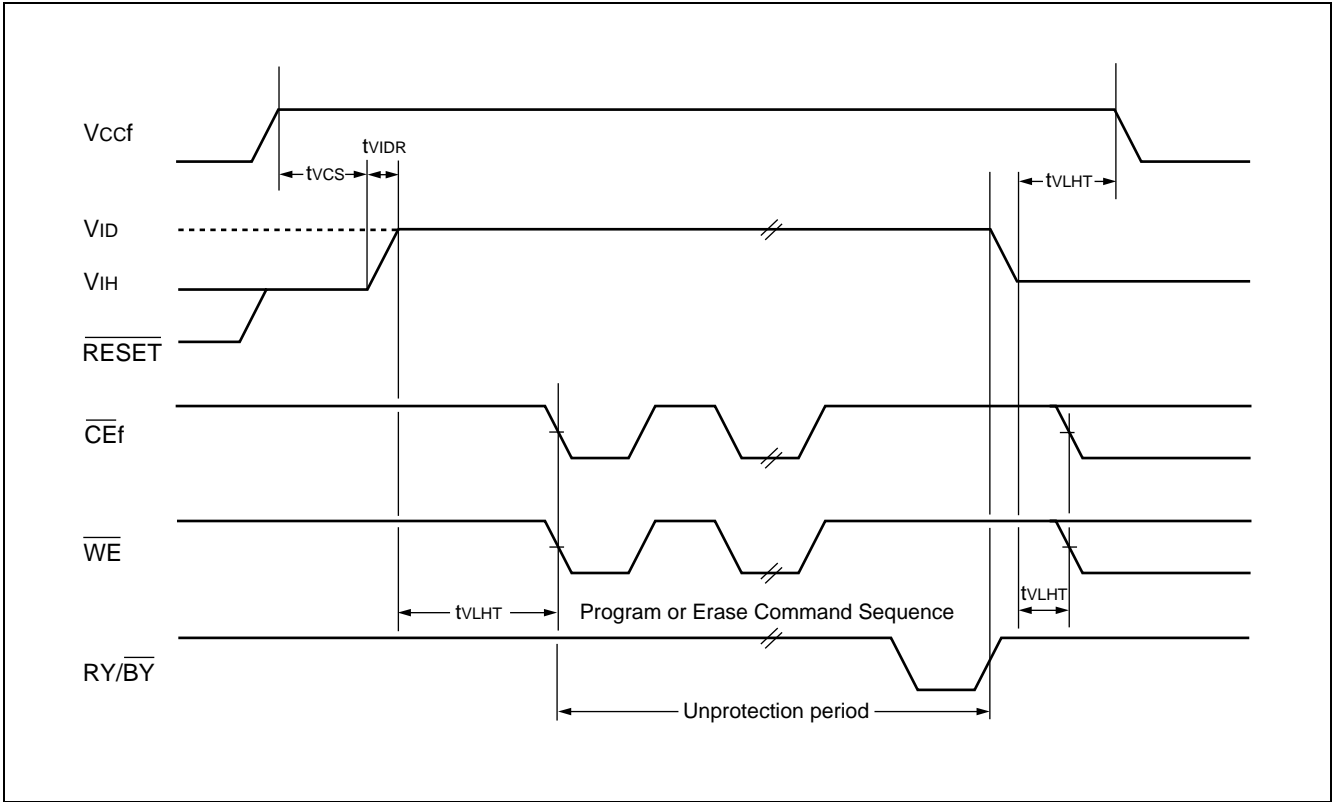 Vccf
tVIDR
tVCS
tVLHT
VID
VIH
RESET
CEf
WE
tVLHT
tVLHT
Program or Erase Command Sequence
RY/BY
Unprotection period